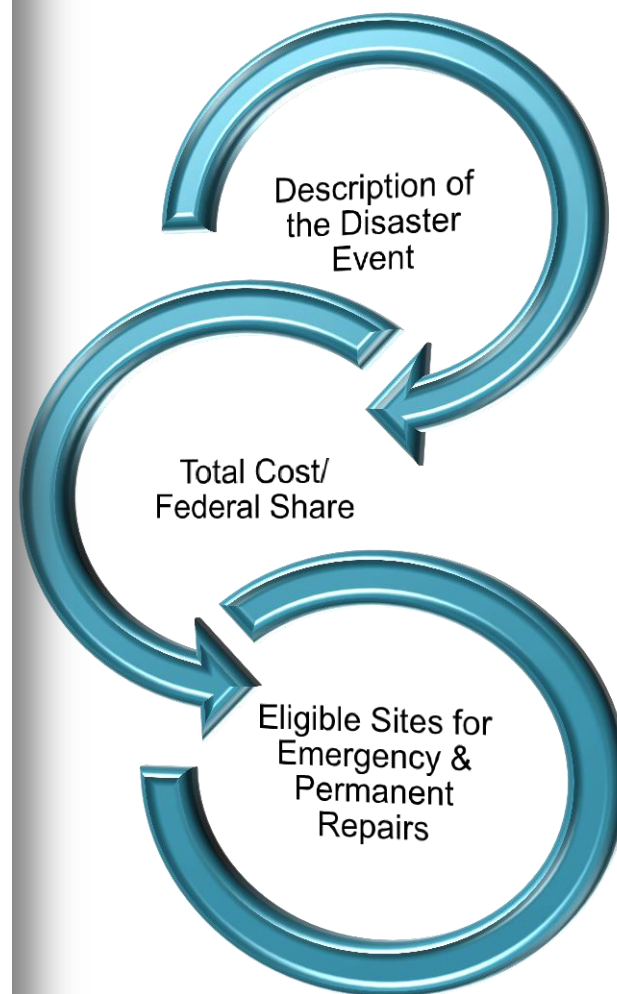 Description of
the Disaster
Event
Total Cost/
Federal Share
Eligible Sites for
Emergency &
Permanent
Repairs